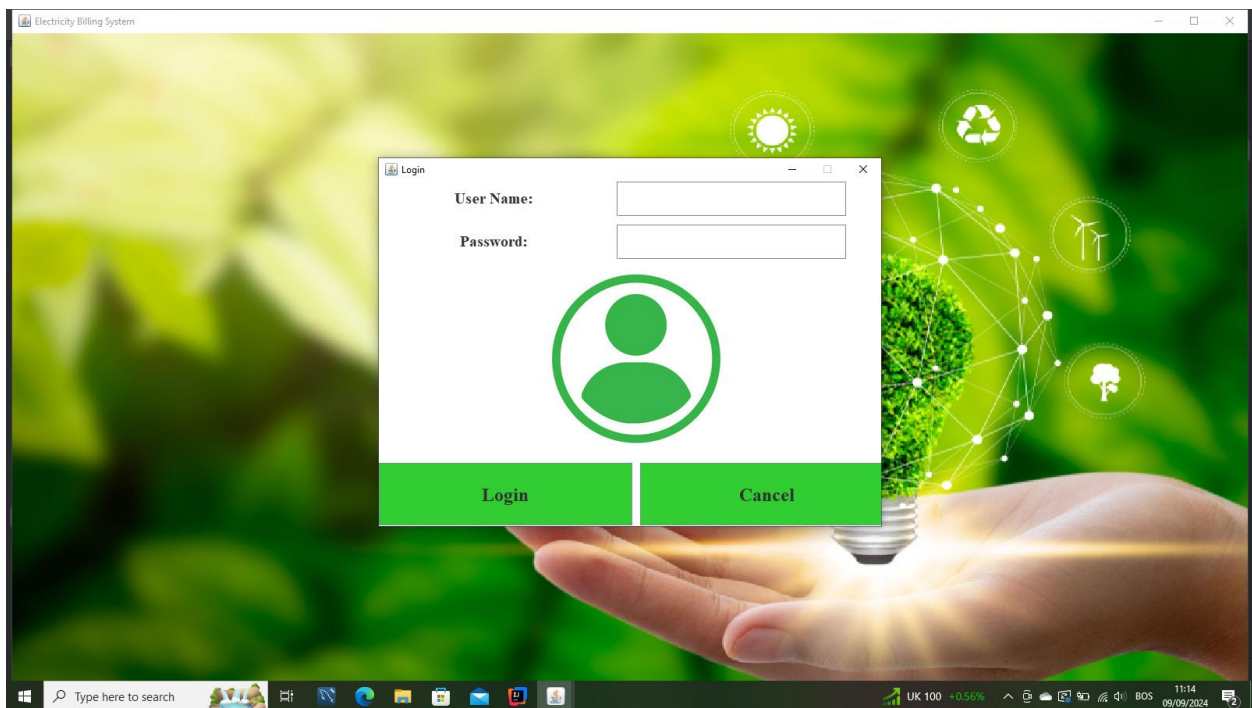 Electricity Billing System
Login
User Name:
Password:
Login Cancel
Type here to search
UK 100 +0.56%
BOS
11:14
09/09/2024
2